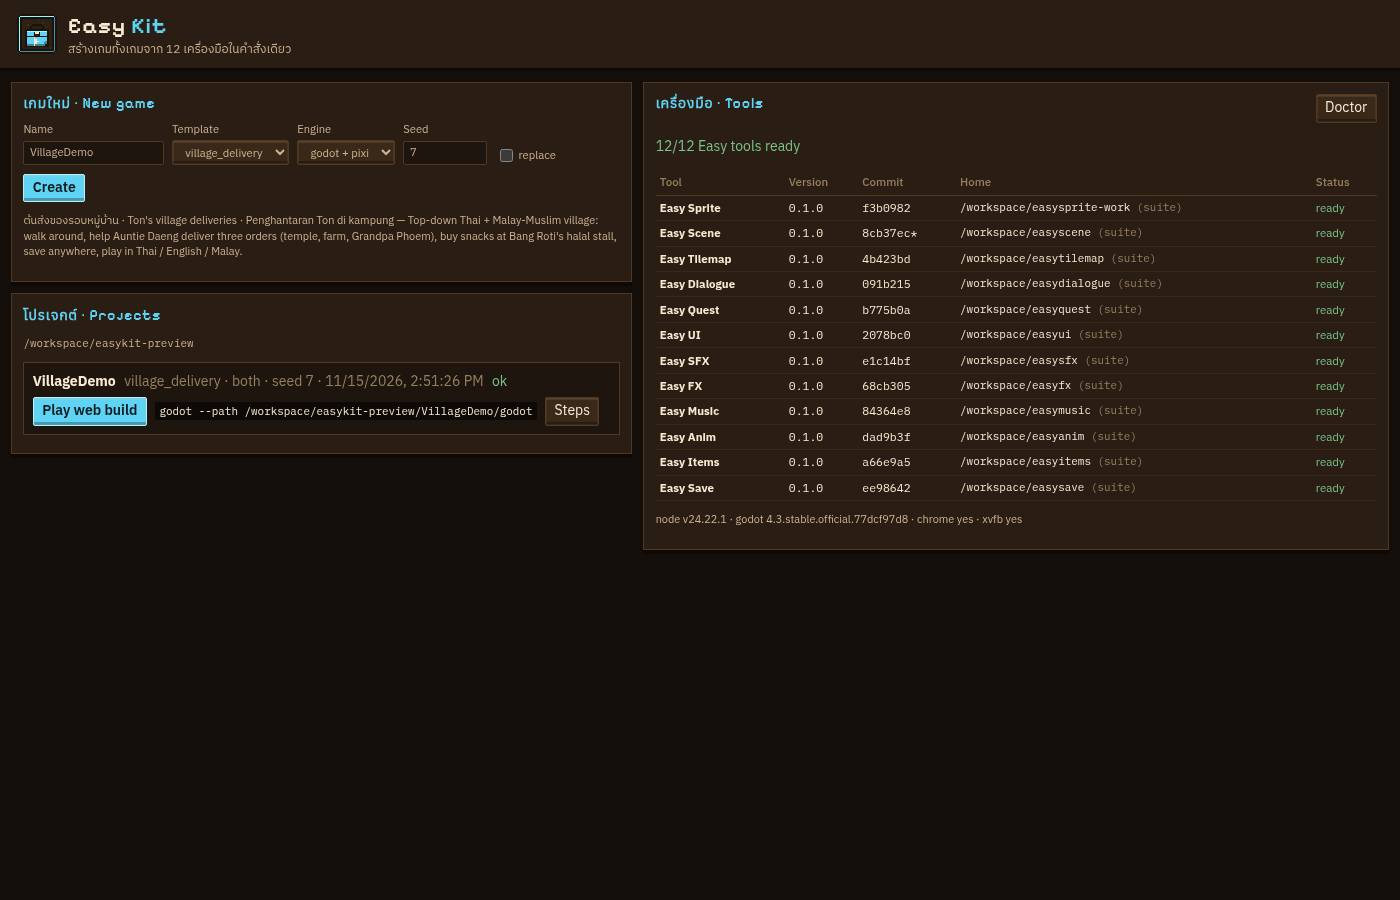 Easy Kit
สร้างเกมทั้งเกมจาก 12 เครื่องมือในคำสั่งเดียว
เกมใหม่ · New game
Name Template Engine Seed
VillageDemo village_delivery godot + pixi 7 replace
Create
ต้นส่งของรอบหมู่บ้าน · Ton's village deliveries · Penghantaran Ton di kampung — Top-down Thai + Malay-Muslim village:
walk around, help Auntie Daeng deliver three orders (temple, farm, Grandpa Phoem), buy snacks at Bang Roti's halal stall,
save anywhere, play in Thai / English / Malay.
โปรเจกต์ · Projects
/workspace/easykit-preview
VillageDemo village_delivery · both · seed 7 · 11/15/2026, 2:51:26 PM ok
Play web build godot --path /workspace/easykit-preview/VillageDemo/godot Steps
เครื่องมือ · Tools
Doctor
12/12 Easy tools ready
Tool Version Commit Home Status
Easy Sprite 0.1.0 f3b0982 /workspace/easysprite-work (suite) ready
Easy Scene 0.1.0 8cb37ec* /workspace/easyscene (suite) ready
Easy Tilemap 0.1.0 4b423bd /workspace/easytilemap (suite) ready
Easy Dialogue 0.1.0 091b215 /workspace/easydialogue (suite) ready
Easy Quest 0.1.0 b775b0a /workspace/easyquest (suite) ready
Easy UI 0.1.0 2078bc0 /workspace/easyui (suite) ready
Easy SFX 0.1.0 e1c14bf /workspace/easysfx (suite) ready
Easy FX 0.1.0 68cb305 /workspace/easyfx (suite) ready
Easy Music 0.1.0 84364e8 /workspace/easymusic (suite) ready
Easy Anim 0.1.0 dad9b3f /workspace/easyanim (suite) ready
Easy Items 0.1.0 a66e9a5 /workspace/easyitems (suite) ready
Easy Save 0.1.0 ee98642 /workspace/easysave (suite) ready
node v24.22.1 · godot 4.3.stable.official.77dcf97d8 · chrome yes · xvfb yes